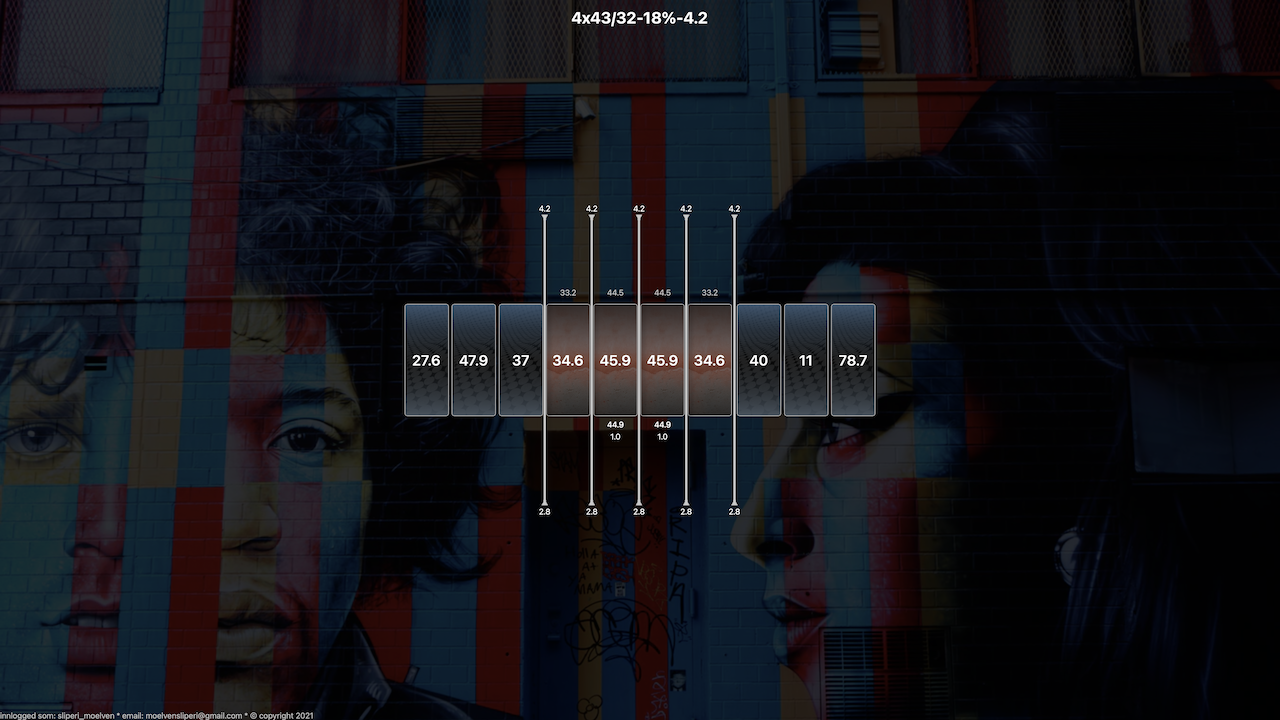 4x43/32-18%-4.2
4.2 4.2 4.2 4.2 4.2
33.2 44.5 44.5 33.2
27.6 47.9 37 34.6 45.9 45.9 34.6 40 11 78.7
44.9 44.9
1.0 1.0
2.8 2.8 2.8 2.8 2.8
innlogged som: sliperi_moelven * email: moelvensliperi@gmail.com * © copyright 2021